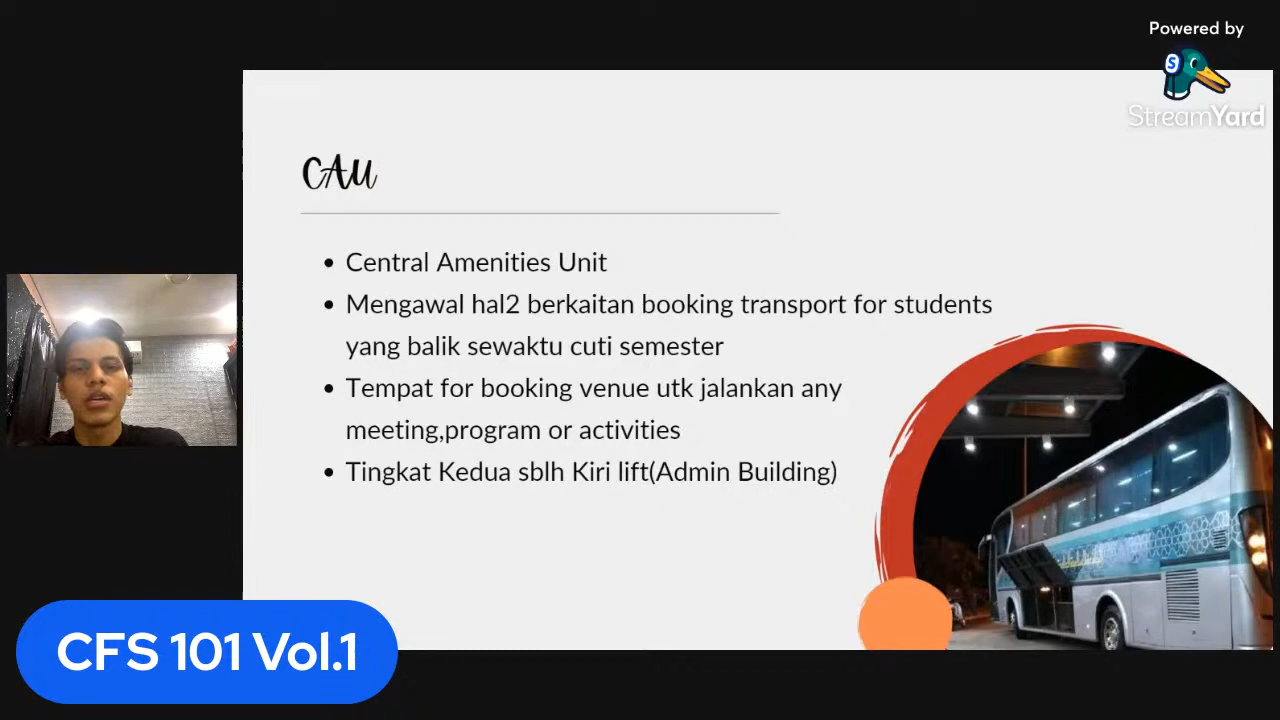 Powered by
StreamYard
CAU
• Central Amenities Unit
• Mengawal hal2 berkaitan booking transport for students
yang balik sewaktu cuti semester
• Tempat for booking venue utk jalankan any
meeting,program or activities
• Tingkat Kedua sblh Kiri lift(Admin Building)
CFS 101 Vol.1